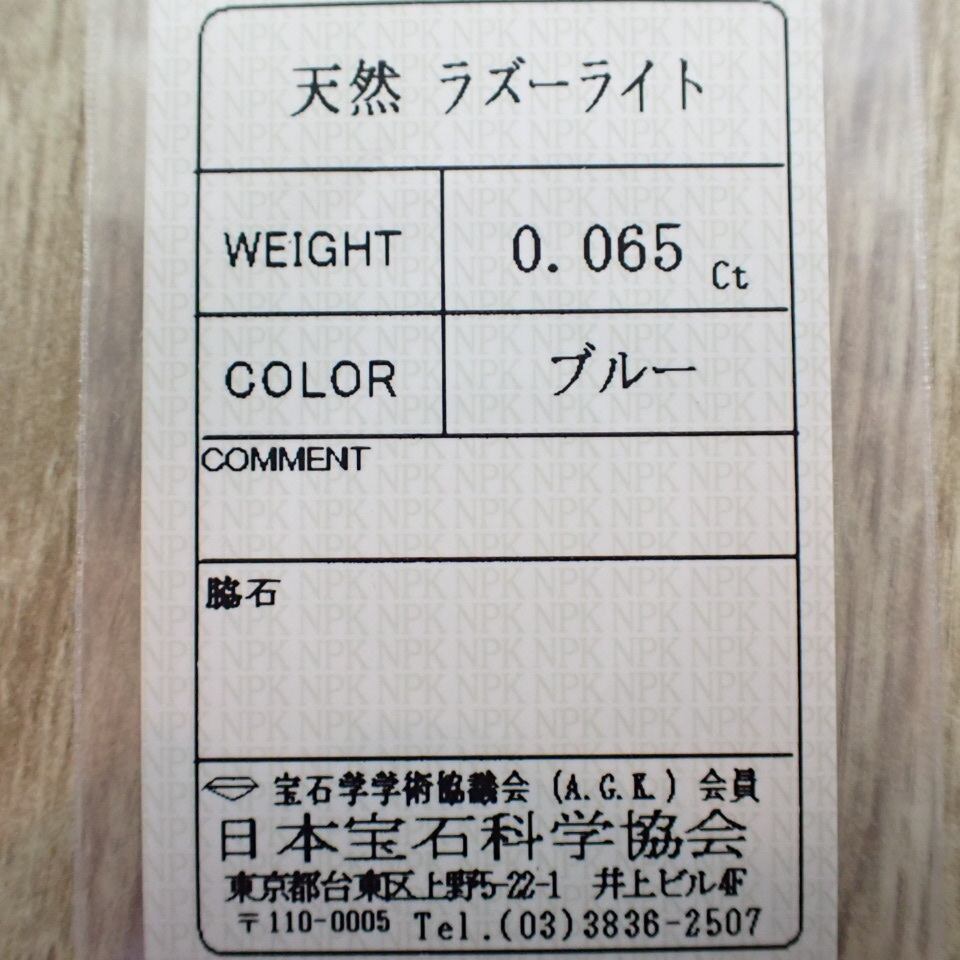 天然 ラズーライト
WEIGHT 0.065 Ct
COLOR ブルー
COMMENT
脇石
宝石学学術協議会 (A.G.K.) 会員
日本宝石科学協会
東京都台東区上野5-22-1 井上ビル4F
〒110-0005 Tel.(03)3836-2507